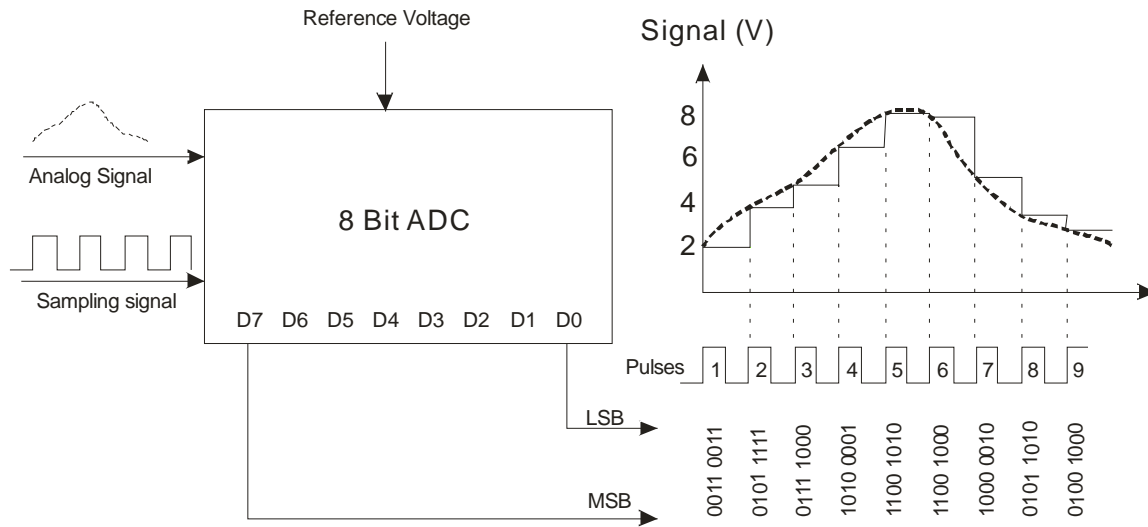 Reference Voltage
Analog Signal
Sampling signal
8 Bit ADC
D7 D6 D5 D4 D3 D2 D1 D0
LSB
MSB
Signal (V)
8
6
4
2
Pulses 1 2 3 4 5 6 7 8 9
0011 0011
0101 1111
0111 1000
1010 0001
1100 1010
1100 1000
1000 0010
0101 1010
0100 1000